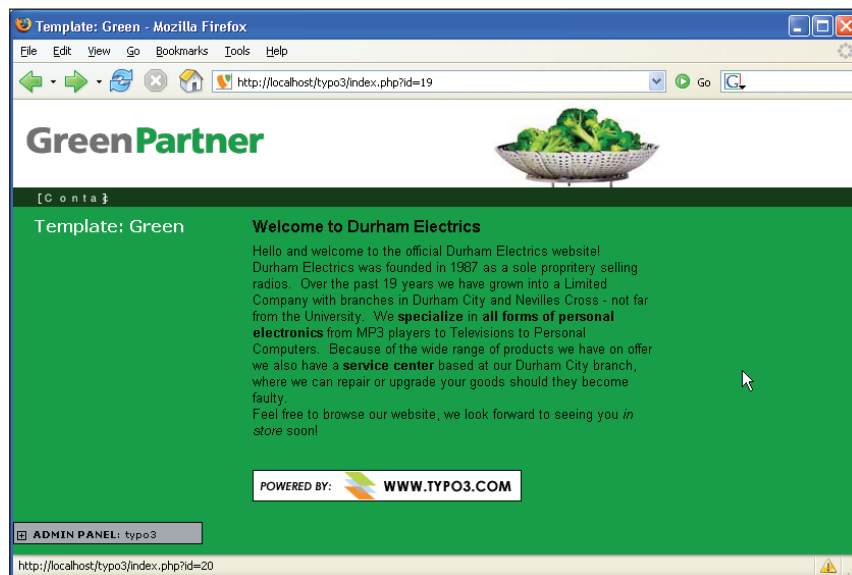 Template: Green - Mozilla Firefox
File Edit View Go Bookmarks Tools Help
http://localhost/typo3/index.php?id=19 Go G
GreenPartner
[Conta
Template: Green
Welcome to Durham Electrics
Hello and welcome to the official Durham Electrics website!
Durham Electrics was founded in 1987 as a sole propritery selling
radios. Over the past 19 years we have grown into a Limited
Company with branches in Durham City and Nevilles Cross - not far
from the University. We specialize in all forms of personal
electronics from MP3 players to Televisions to Personal
Computers. Because of the wide range of products we have on offer
we also have a service center based at our Durham City branch,
where we can repair or upgrade your goods should they become
faulty.
Feel free to browse our website, we look forward to seeing you in
store soon!
POWERED BY: WWW.TYPO3.COM
ADMIN PANEL: typo3
http://localhost/typo3/index.php?id=20